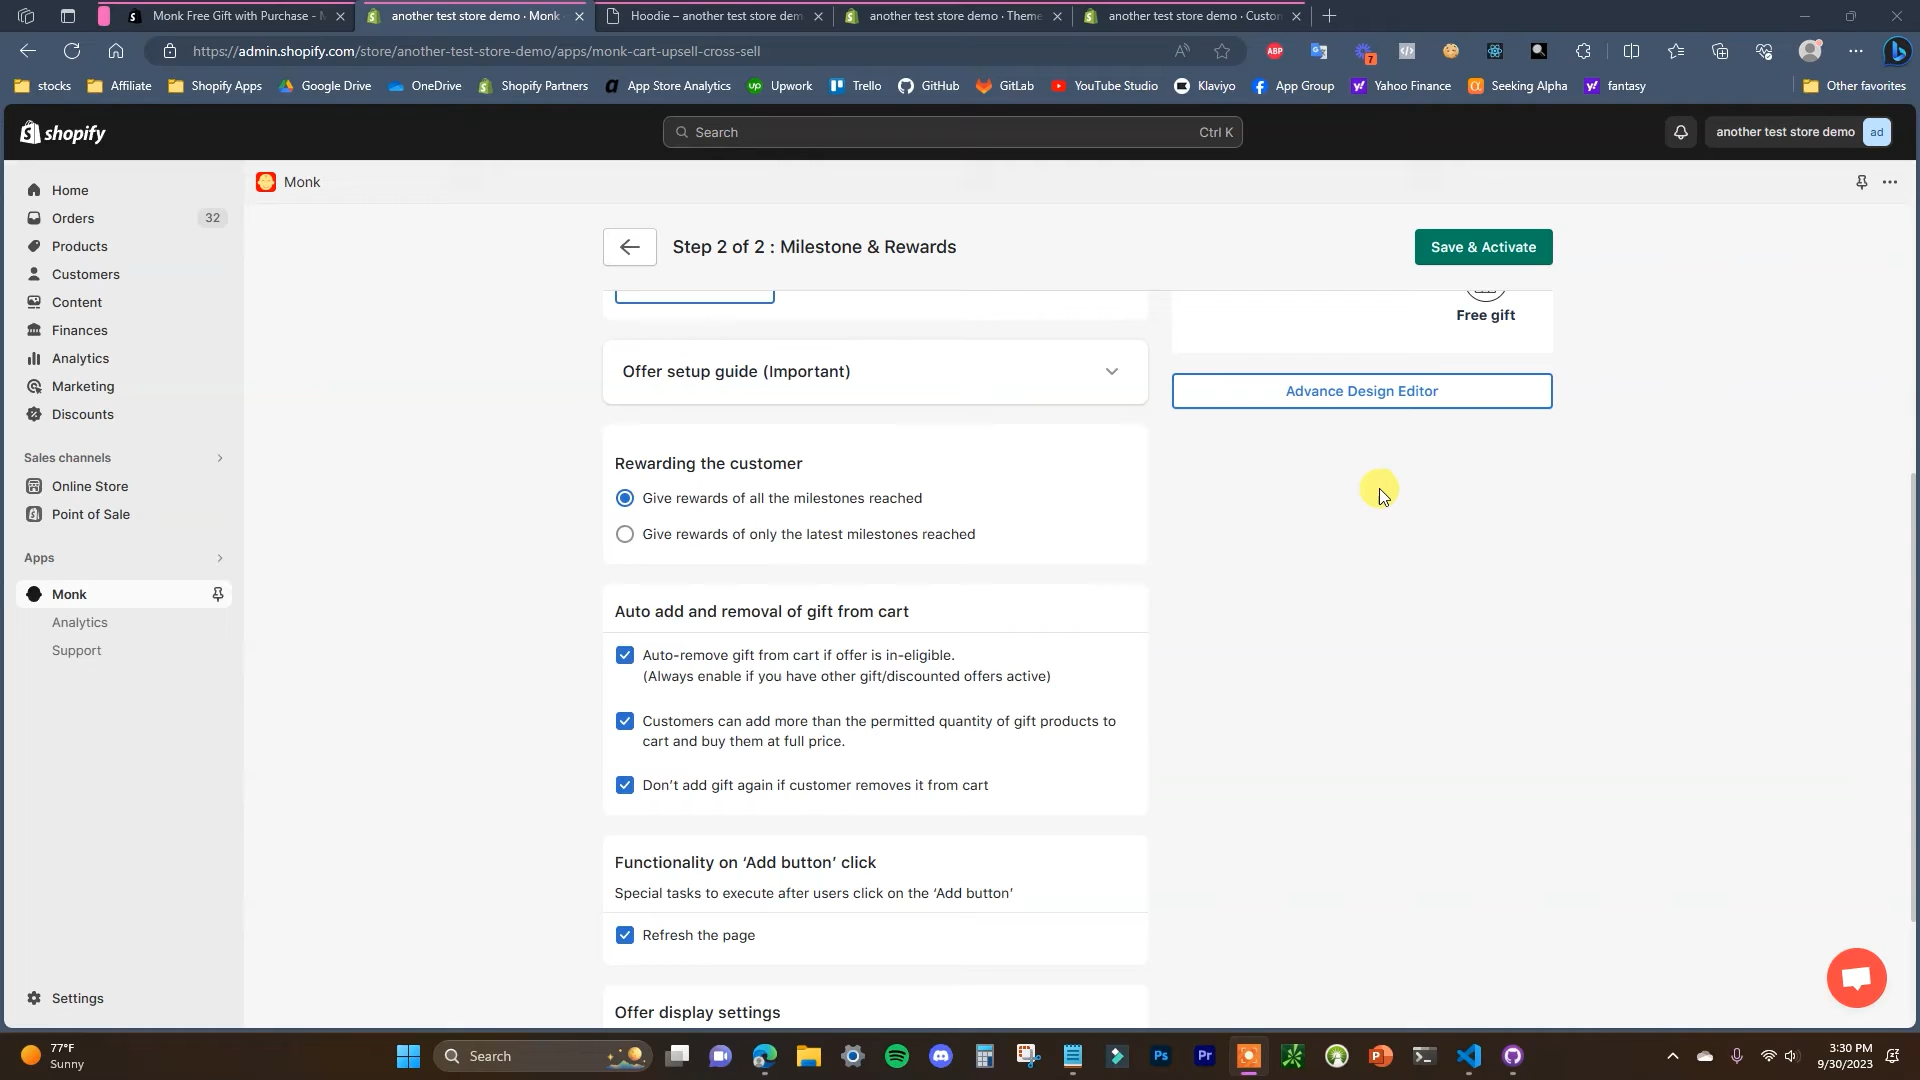 Monk Free Gift with Purchase - M
another test store demo · Monk
Hoodie – another test store dem
another test store demo · Theme
another test store demo · Custom
https://admin.shopify.com/store/another-test-store-demo/apps/monk-cart-upsell-cross-sell
ABP
7
stocks
Affiliate
Shopify Apps
Google Drive
OneDrive
Shopify Partners
App Store Analytics
up
Upwork
Trello
GitHub
GitLab
YouTube Studio
Klaviyo
App Group
Yahoo Finance
Seeking Alpha
fantasy
Other favorites
shopify
Search
Ctrl K
another test store demo
ad
Home
Orders
32
Products
Customers
Content
Finances
Analytics
Marketing
Discounts
Sales channels
Online Store
Point of Sale
Apps
Monk
Analytics
Support
Settings
Monk
Step 2 of 2 : Milestone & Rewards
Save & Activate
Free gift
Offer setup guide (Important)
Advance Design Editor
Rewarding the customer
Give rewards of all the milestones reached
Give rewards of only the latest milestones reached
Auto add and removal of gift from cart
Auto-remove gift from cart if offer is in-eligible.
(Always enable if you have other gift/discounted offers active)
Customers can add more than the permitted quantity of gift products to
cart and buy them at full price.
Don’t add gift again if customer removes it from cart
Functionality on ‘Add button’ click
Special tasks to execute after users click on the ‘Add button’
Refresh the page
Offer display settings
77°F
Sunny
Search
Ps
Pr
3:30 PM
9/30/2023